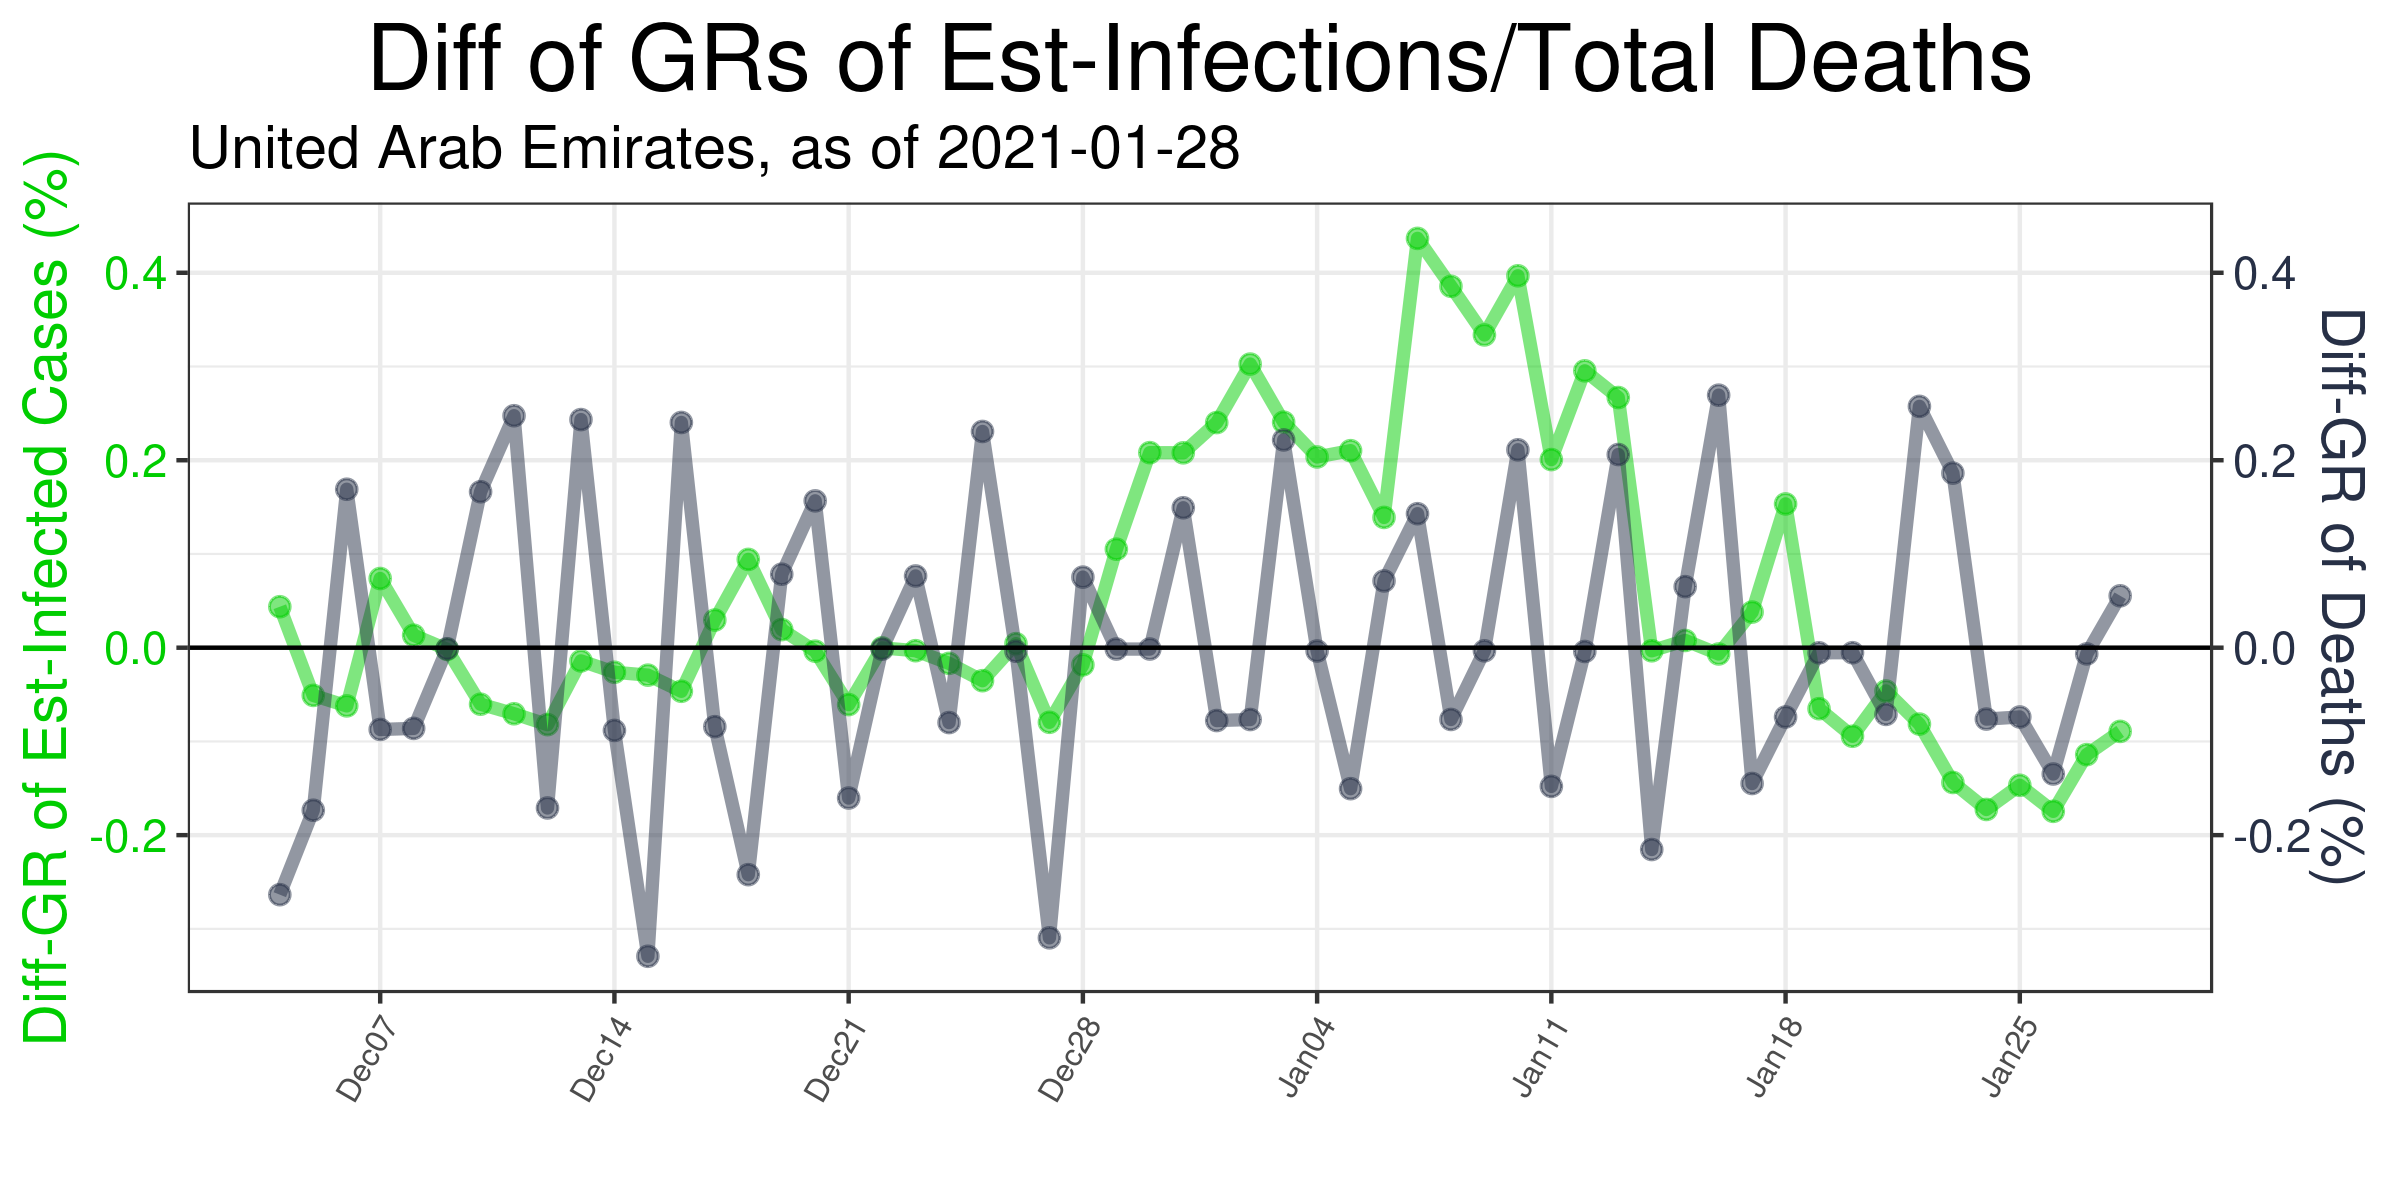 Diff of GRs of Est-Infections/Total Deaths
United Arab Emirates, as of 2021-01-28
Diff-GR of Est-Infected Cases (%)
0.4
0.2
0.0
-0.2
0.4
0.2
0.0
-0.2
Diff-GR of Deaths (%)
Dec07
Dec14
Dec21
Dec28
Jan04
Jan11
Jan18
Jan25